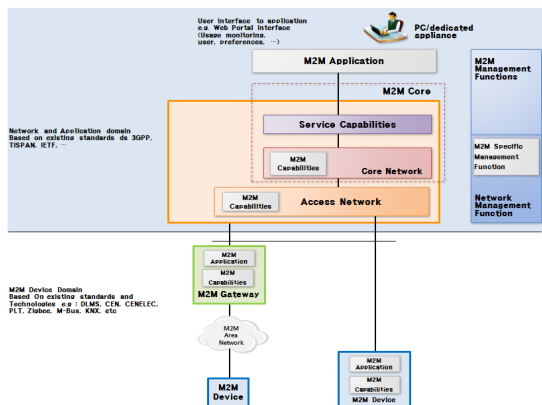 User Interface to application
e.g. Web Portal Interface
(Usage monitoring,
user, preferences, …)
PC/dedicated
appliance
M2M Application
M2M
Management
Functions
M2M Core
Service Capabilities
Network and Application domain
Based on existing standards ds 3GPP,
TISPAN, IETF, …
M2M
Capabilities
Core Network
M2M Specific
Management
Function
M2M
Capabilities
Access Network
Network
Management
Function
M2M
Application
M2M
Capabilities
M2M Gateway
M2M Device Domain
Based On existing standards and
Technologies e.g : DLMS, CEN, CENELEC,
PLT, Zigbee, M-Bus, KNX, etc
M2M
Area
Network
M2M
Application
M2M
Capabilities
M2M Device
M2M
Device